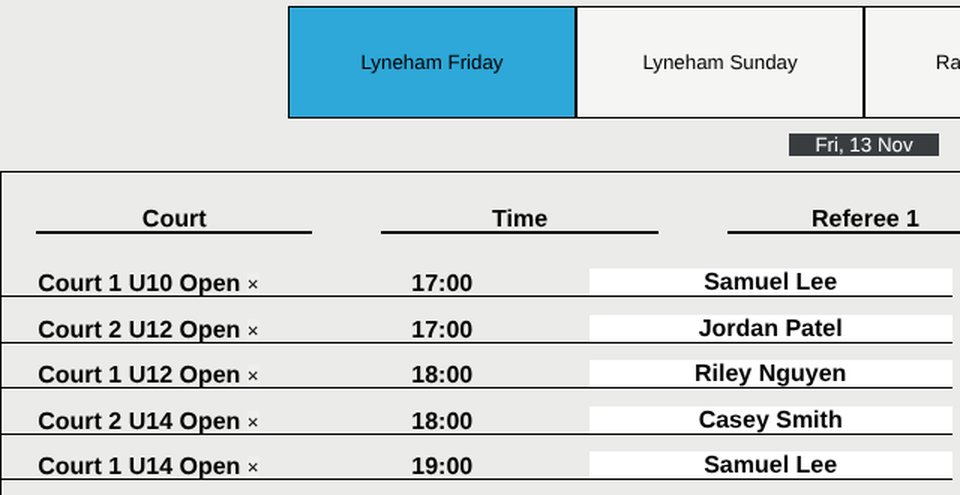 Lyneham Friday Lyneham Sunday Ra
Fri, 13 Nov
Court Time Referee 1
Court 1 U10 Open × 17:00 Samuel Lee
Court 2 U12 Open × 17:00 Jordan Patel
Court 1 U12 Open × 18:00 Riley Nguyen
Court 2 U14 Open × 18:00 Casey Smith
Court 1 U14 Open × 19:00 Samuel Lee